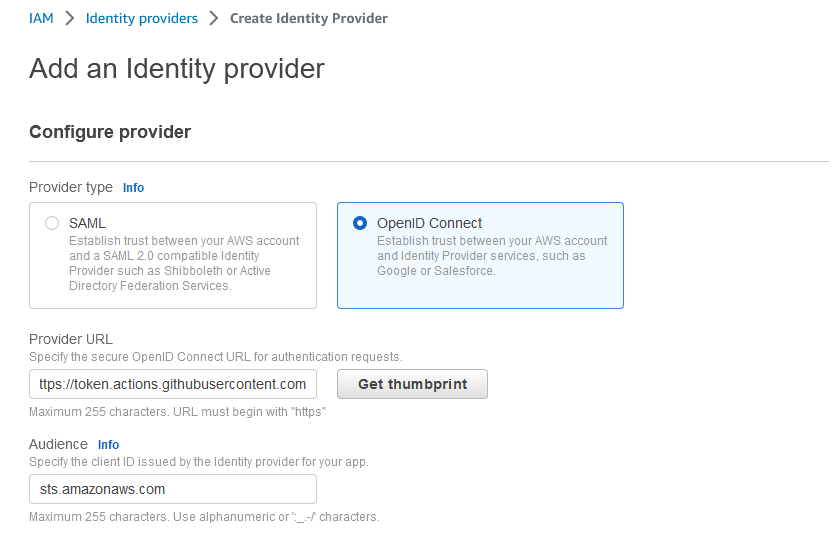 IAM > Identity providers > Create Identity Provider
Add an Identity provider
Configure provider
Provider type Info
SAML
Establish trust between your AWS account
and a SAML 2.0 compatible Identity
Provider such as Shibboleth or Active
Directory Federation Services.
OpenID Connect
Establish trust between your AWS account
and Identity Provider services, such as
Google or Salesforce.
Provider URL
Specify the secure OpenID Connect URL for authentication requests.
ttps://token.actions.githubusercontent.com
Get thumbprint
Maximum 255 characters. URL must begin with "https"
Audience Info
Specify the client ID issued by the Identity provider for your app.
sts.amazonaws.com
Maximum 255 characters. Use alphanumeric or ':_.-/' characters.